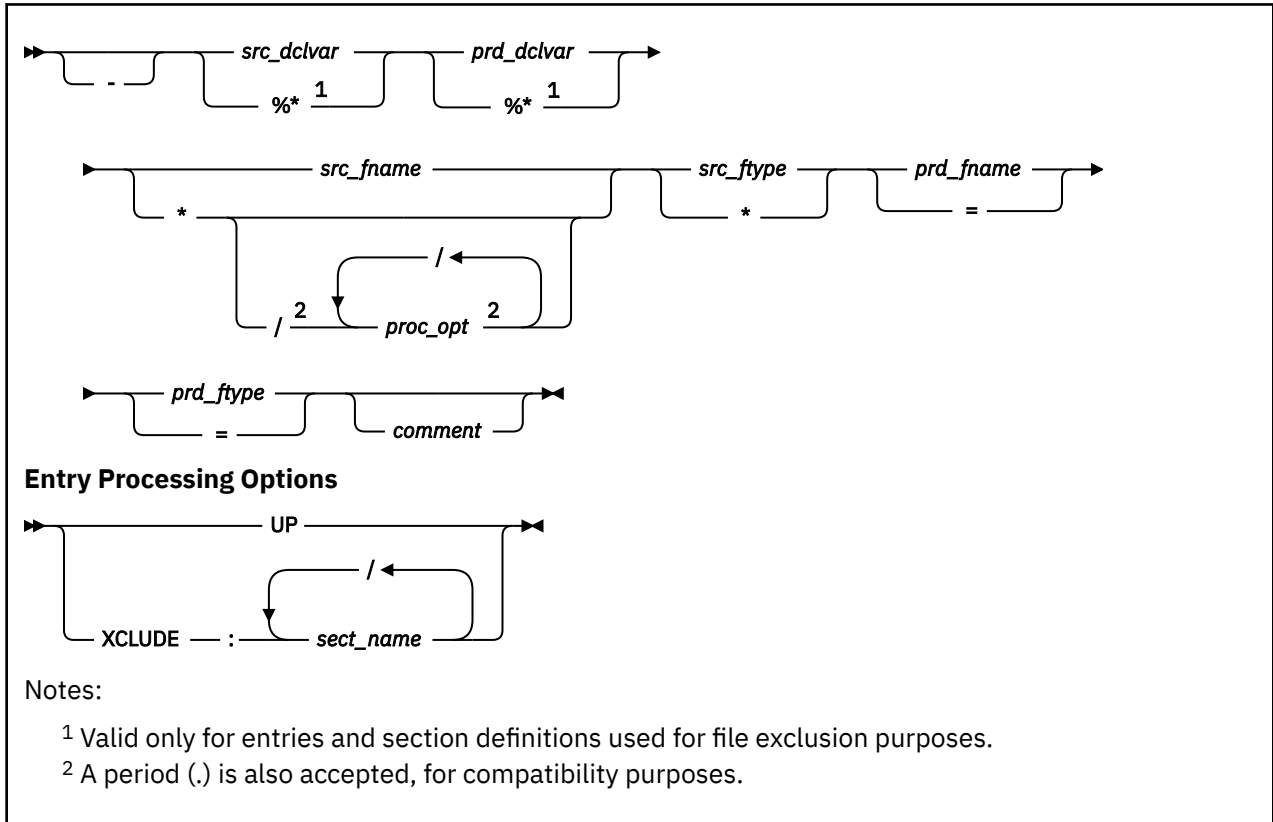 src_dclvar prd_dclvar
- %* 1 %* 1
src_fname src_ftype prd_fname
* * =
/
/ 2 proc_opt 2
prd_ftype
= comment
Entry Processing Options
UP
/
XCLUDE : sect_name
Notes:
1 Valid only for entries and section definitions used for file exclusion purposes.
2 A period (.) is also accepted, for compatibility purposes.